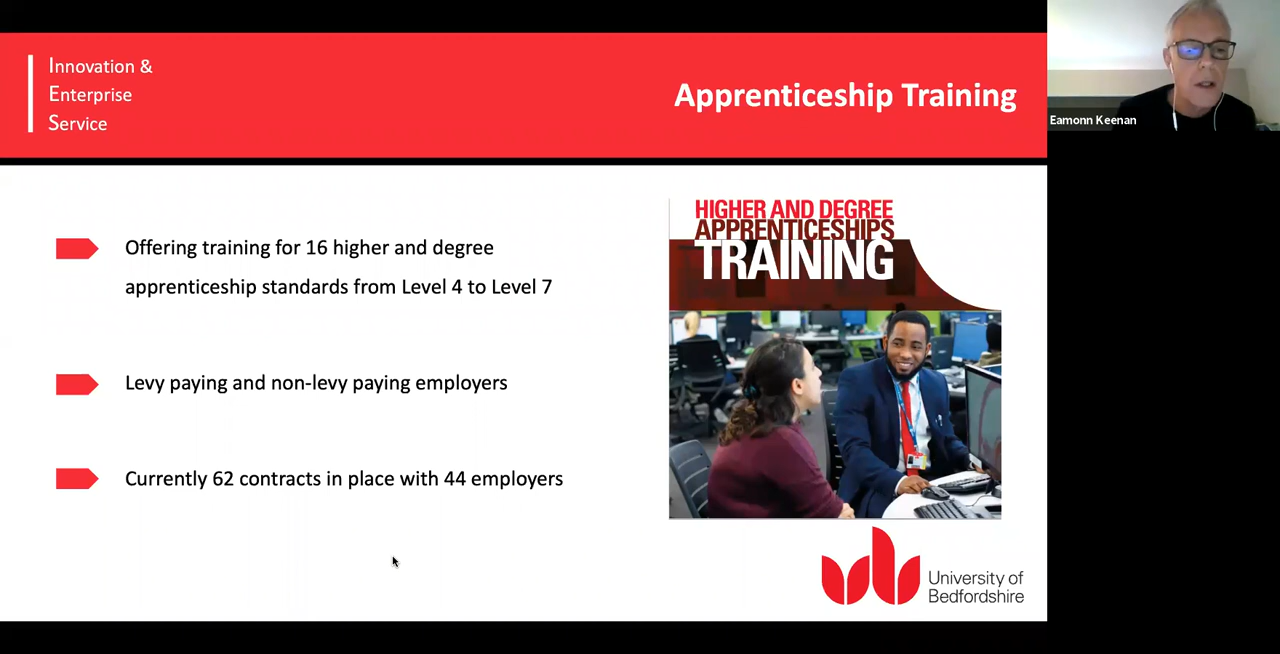 Innovation &
Enterprise
Service
Apprenticeship Training
Eamonn Keenan
Offering training for 16 higher and degree
apprenticeship standards from Level 4 to Level 7
Levy paying and non-levy paying employers
Currently 62 contracts in place with 44 employers
HIGHER AND DEGREE
APPRENTICESHIPS
TRAINING
University of
Bedfordshire